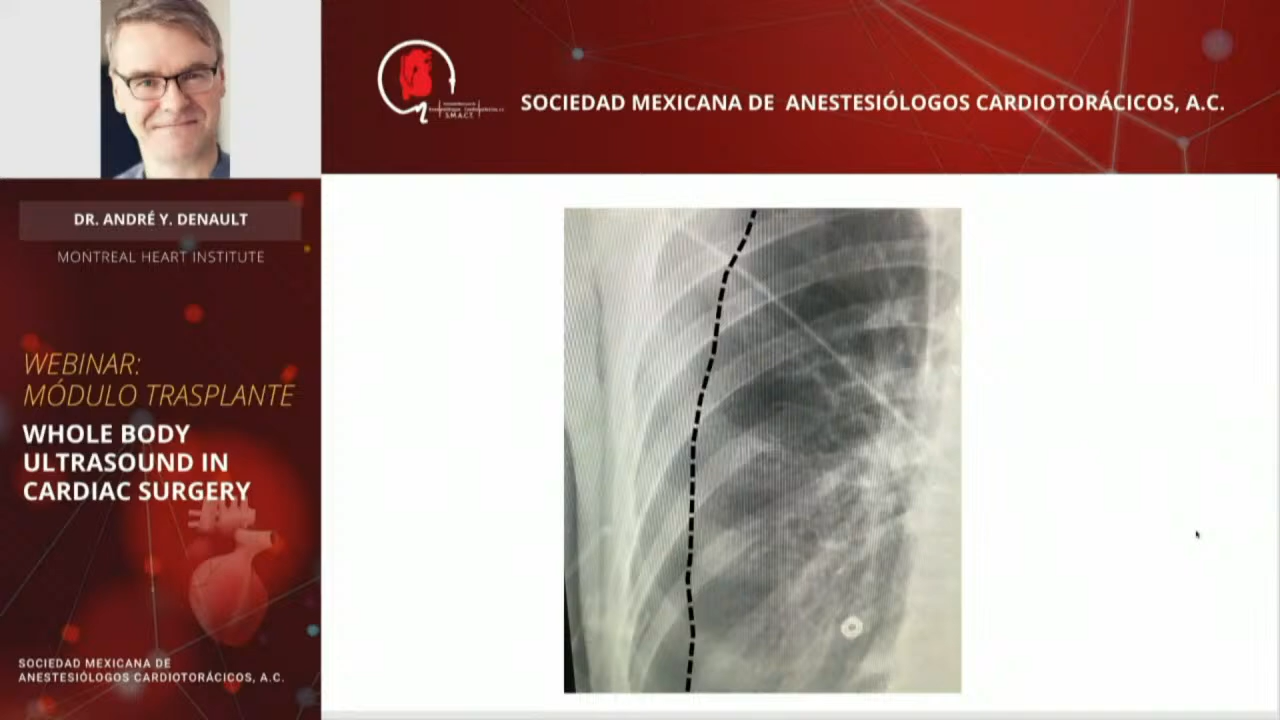 SOCIEDAD MEXICANA DE ANESTESIÓLOGOS CARDIOTORÁCICOS, A.C.
S.M.A.C.T.
DR. ANDRÉ Y. DENAULT
MONTREAL HEART INSTITUTE
WEBINAR:
MÓDULO TRASPLANTE
WHOLE BODY
ULTRASOUND IN
CARDIAC SURGERY
SOCIEDAD MEXICANA DE
ANESTESIÓLOGOS CARDIOTORÁCICOS, A.C.